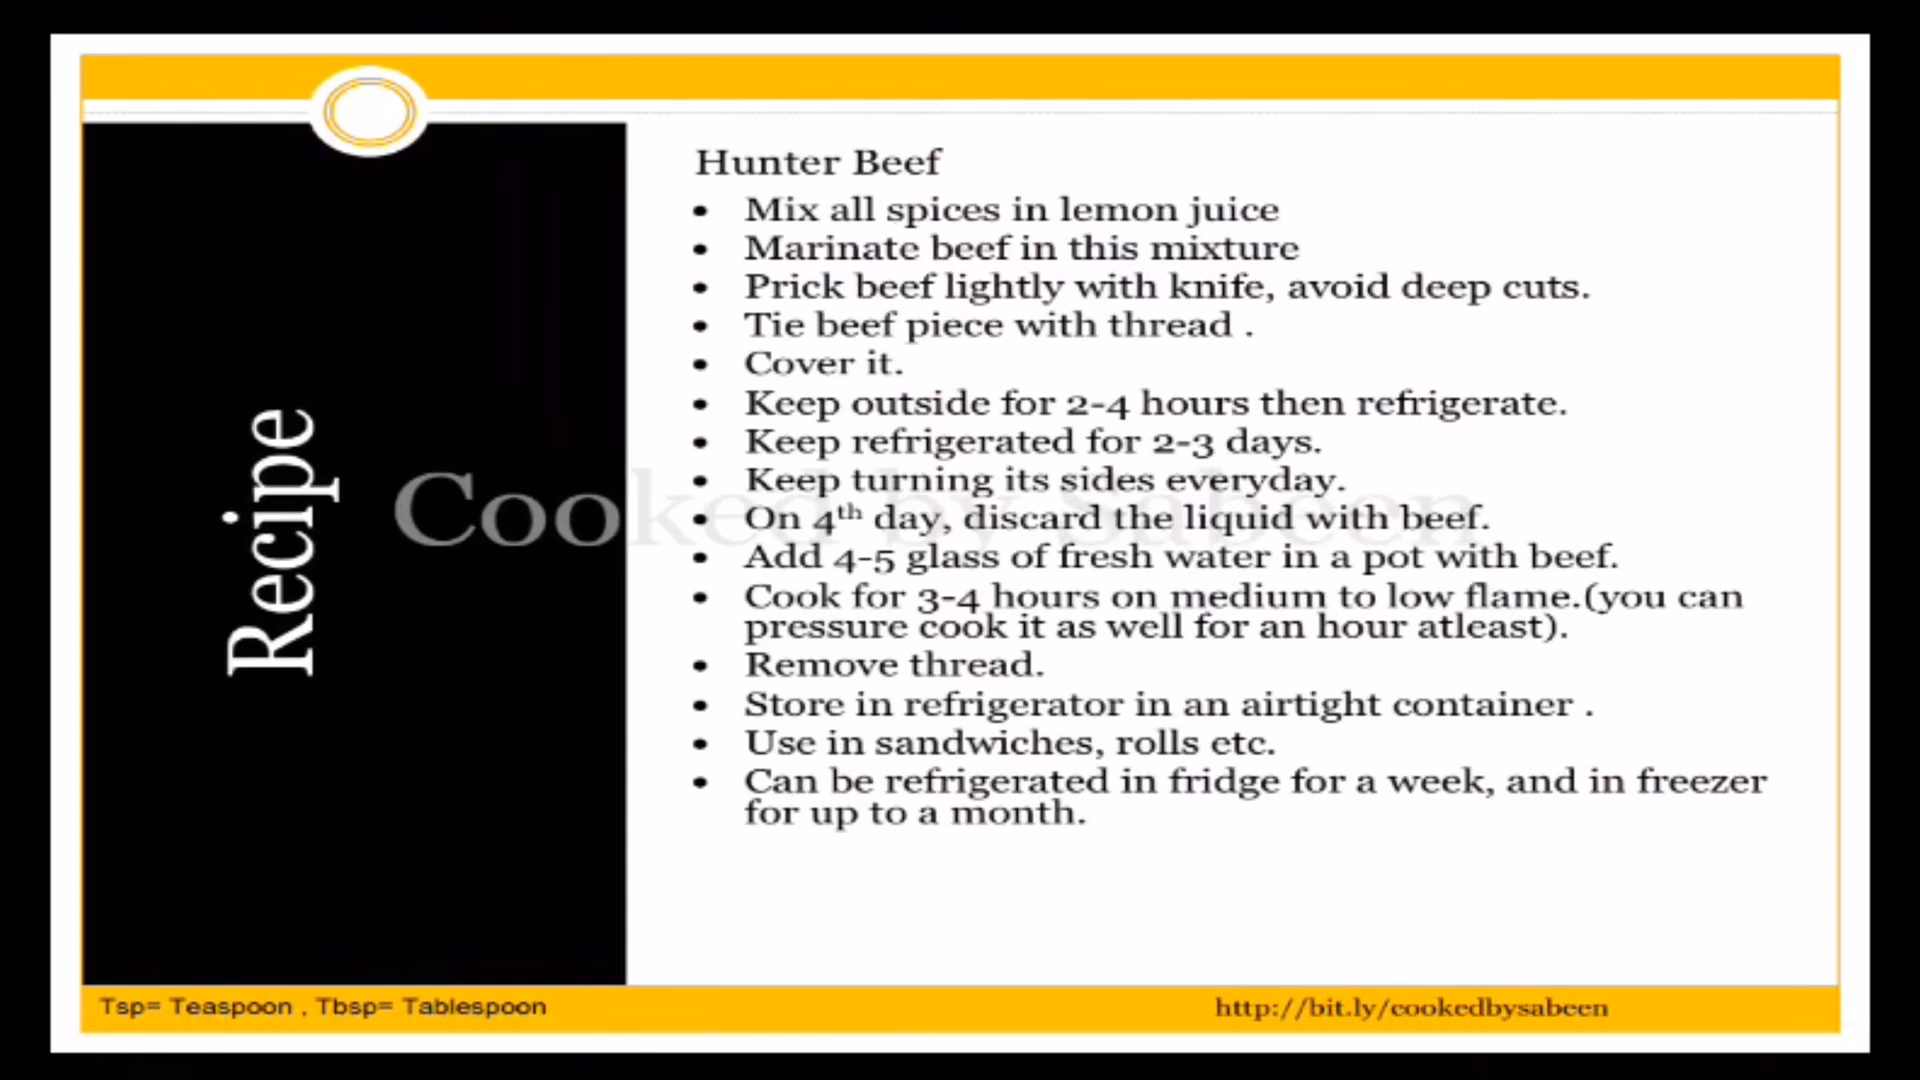 Recipe
Hunter Beef
• Mix all spices in lemon juice
• Marinate beef in this mixture
• Prick beef lightly with knife, avoid deep cuts.
• Tie beef piece with thread .
• Cover it.
• Keep outside for 2-4 hours then refrigerate.
• Keep refrigerated for 2-3 days.
• Keep turning its sides everyday.
• On 4th day, discard the liquid with beef.
• Add 4-5 glass of fresh water in a pot with beef.
• Cook for 3-4 hours on medium to low flame.(you can
pressure cook it as well for an hour atleast).
• Remove thread.
• Store in refrigerator in an airtight container .
• Use in sandwiches, rolls etc.
• Can be refrigerated in fridge for a week, and in freezer
for up to a month.
Cooked by Sabeen
Tsp= Teaspoon , Tbsp= Tablespoon
http://bit.ly/cookedbysabeen